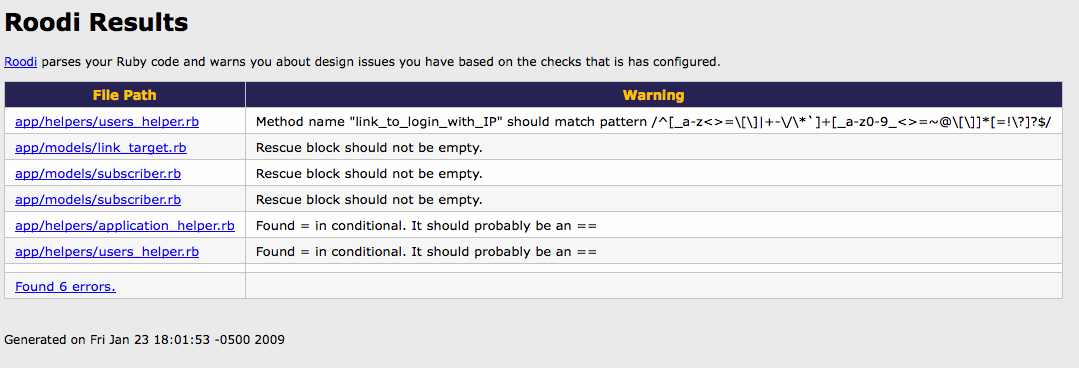 Roodi Results
Roodi parses your Ruby code and warns you about design issues you have based on the checks that is has configured.
File Path Warning
app/helpers/users_helper.rb Method name "link_to_login_with_IP" should match pattern /^[_a-z<>=\[\]|+-\/\*`]+[_a-z0-9_<>=~@\[\]]*[=!\?]?$/
app/models/link_target.rb Rescue block should not be empty.
app/models/subscriber.rb Rescue block should not be empty.
app/models/subscriber.rb Rescue block should not be empty.
app/helpers/application_helper.rb Found = in conditional. It should probably be an ==
app/helpers/users_helper.rb Found = in conditional. It should probably be an ==
Found 6 errors.
Generated on Fri Jan 23 18:01:53 -0500 2009